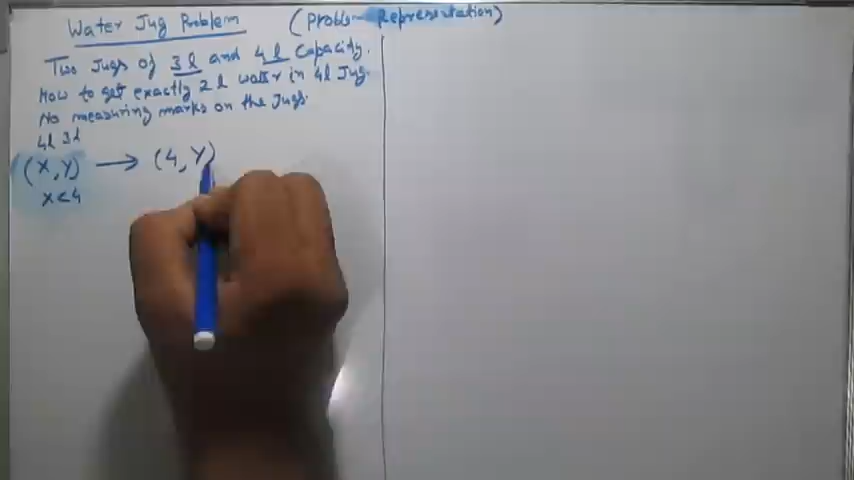 Water Jug Problem (Problem Representation)
Two Jugs of 3 l and 4 l Capacity.
How to get exactly 2 l water in 4l Jug.
No measuring marks on the Jugs.
4l 3l
(X, Y) → (4, Y)
x < 4